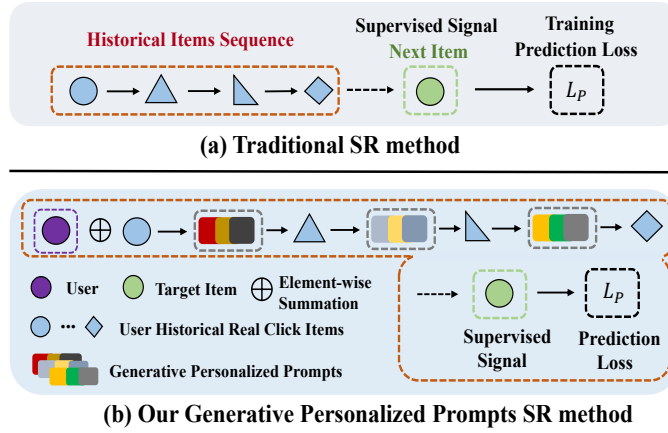 Historical Items Sequence
Supervised Signal
Next Item
Training
Prediction Loss
L_P
(a) Traditional SR method
User
Target Item
Element-wise
Summation
User Historical Real Click Items
Generative Personalized Prompts
L_P
Supervised
Signal
Prediction
Loss
(b) Our Generative Personalized Prompts SR method